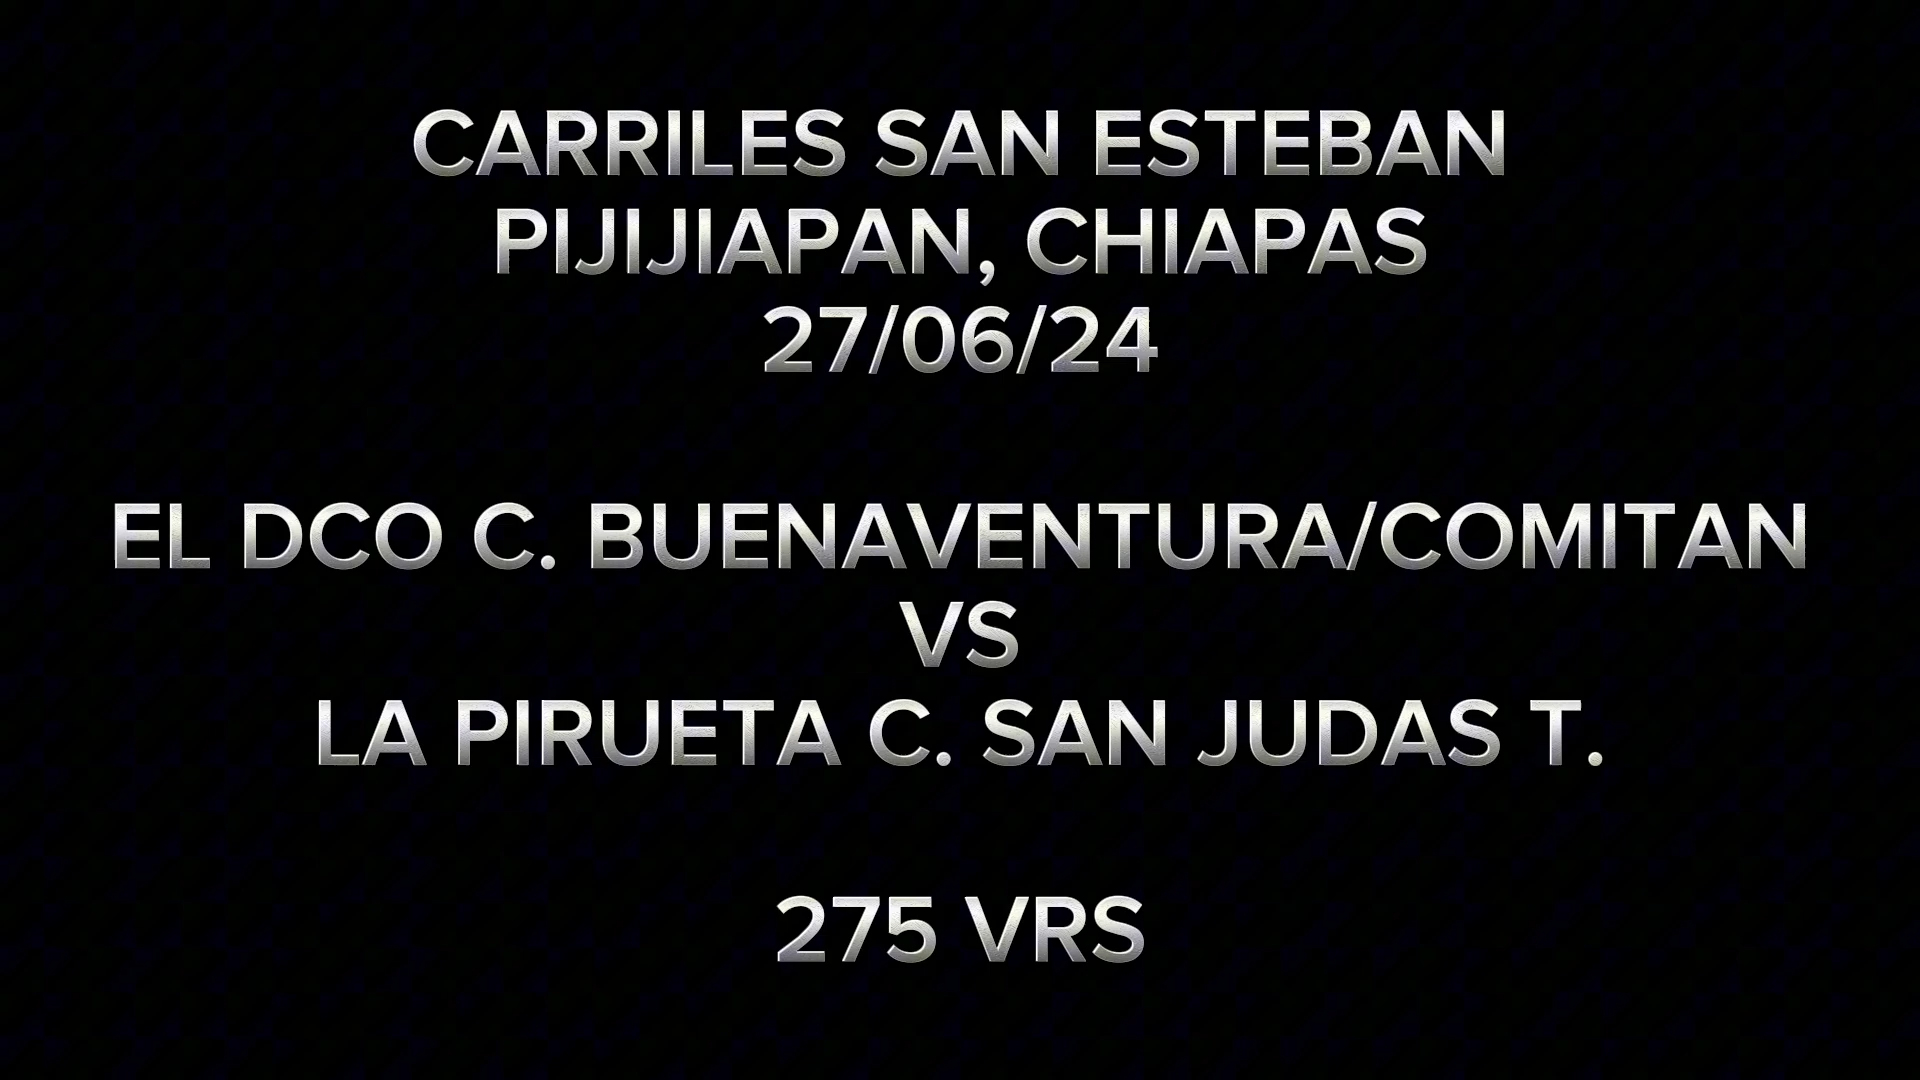 CARRILES SAN ESTEBAN
PIJIJIAPAN, CHIAPAS
27/06/24
EL DCO C. BUENAVENTURA/COMITAN
VS
LA PIRUETA C. SAN JUDAS T.
275 VRS